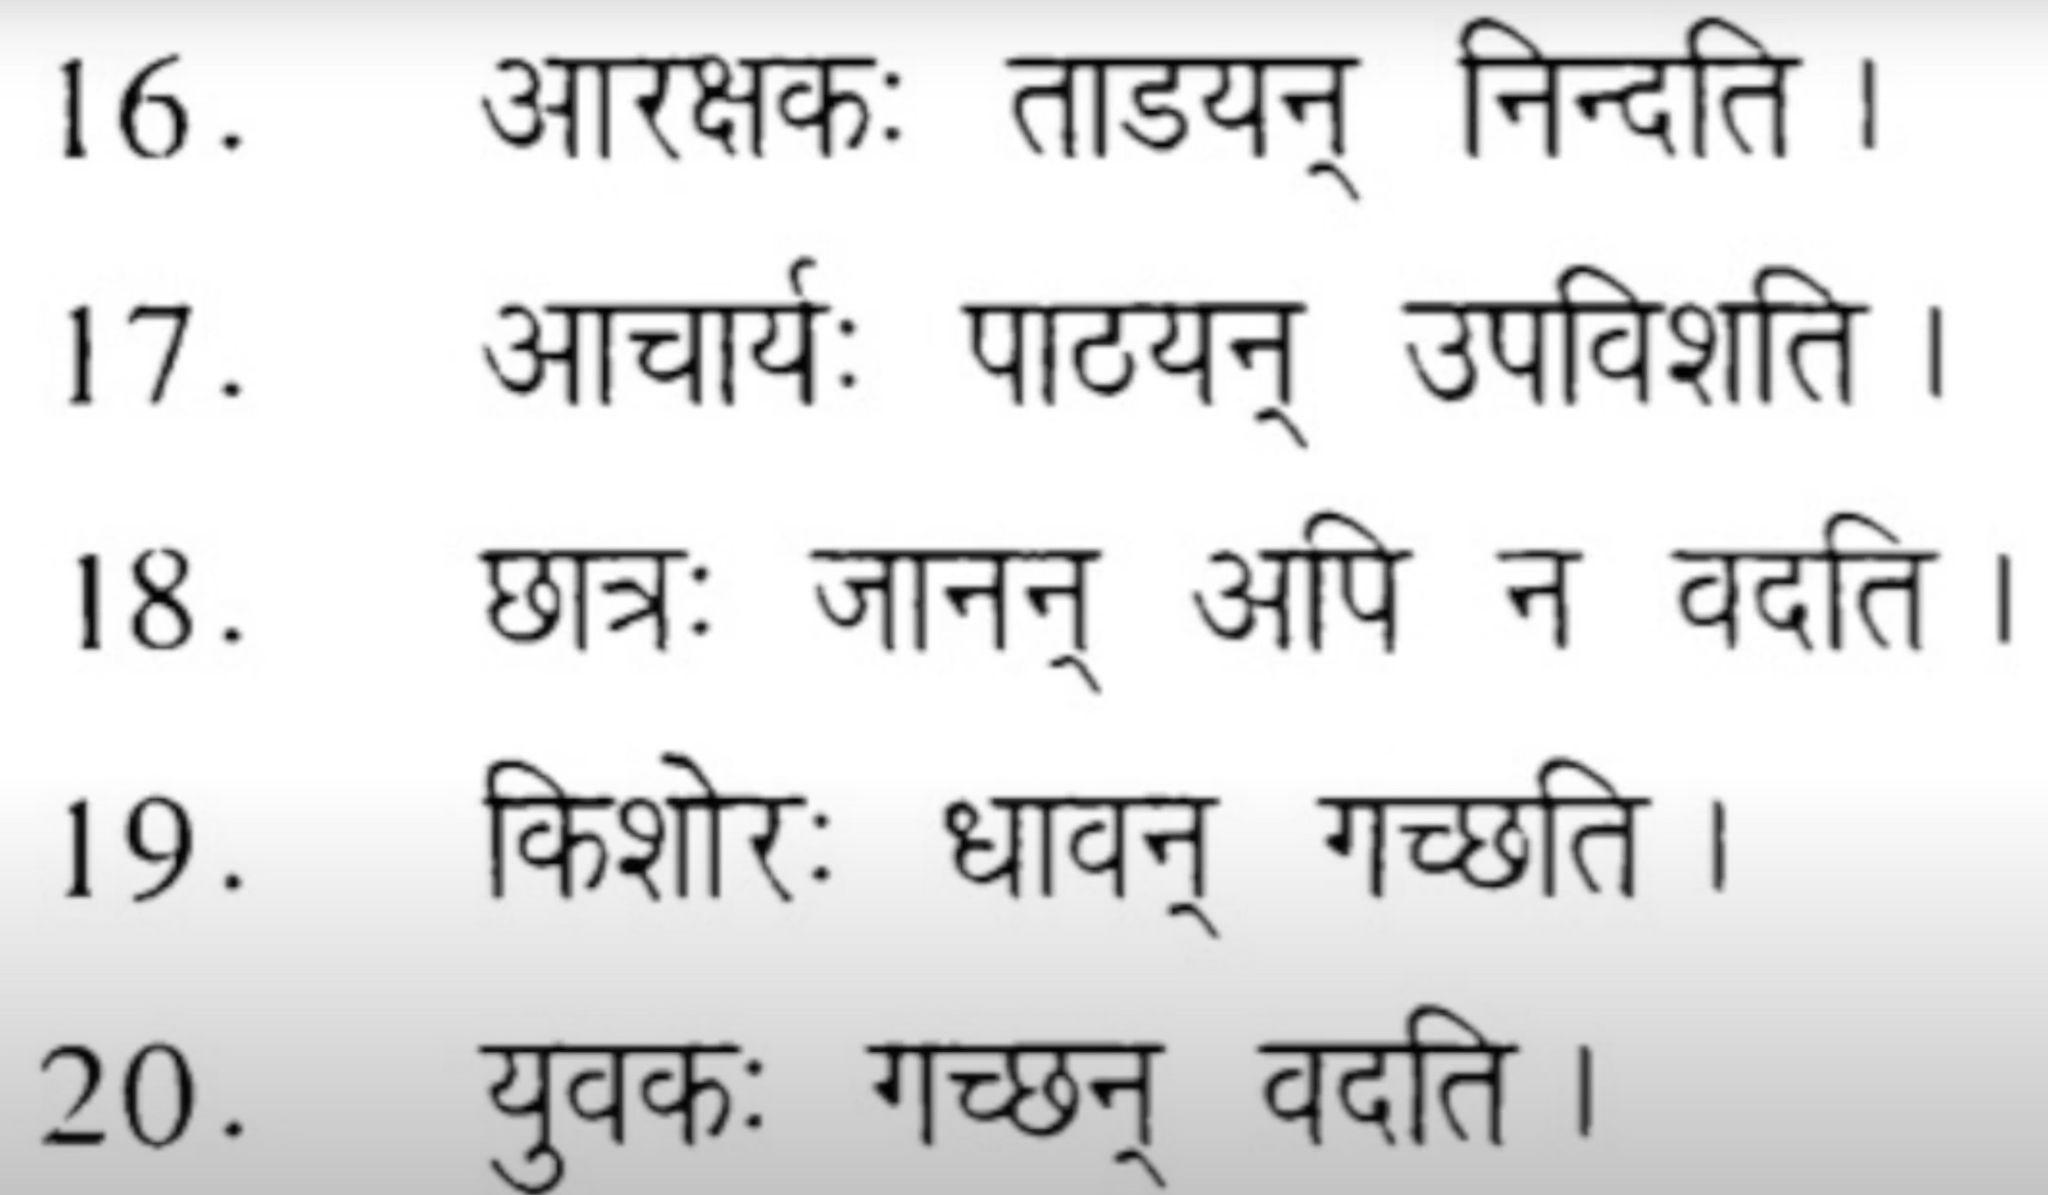 16. आरक्षकः ताडयन् निन्दति ।
17. आचार्यः पाठयन् उपविशति ।
18. छात्रः जानन् अपि न वदति ।
19. किशोरः धावन् गच्छति ।
20. युवकः गच्छन् वदति ।